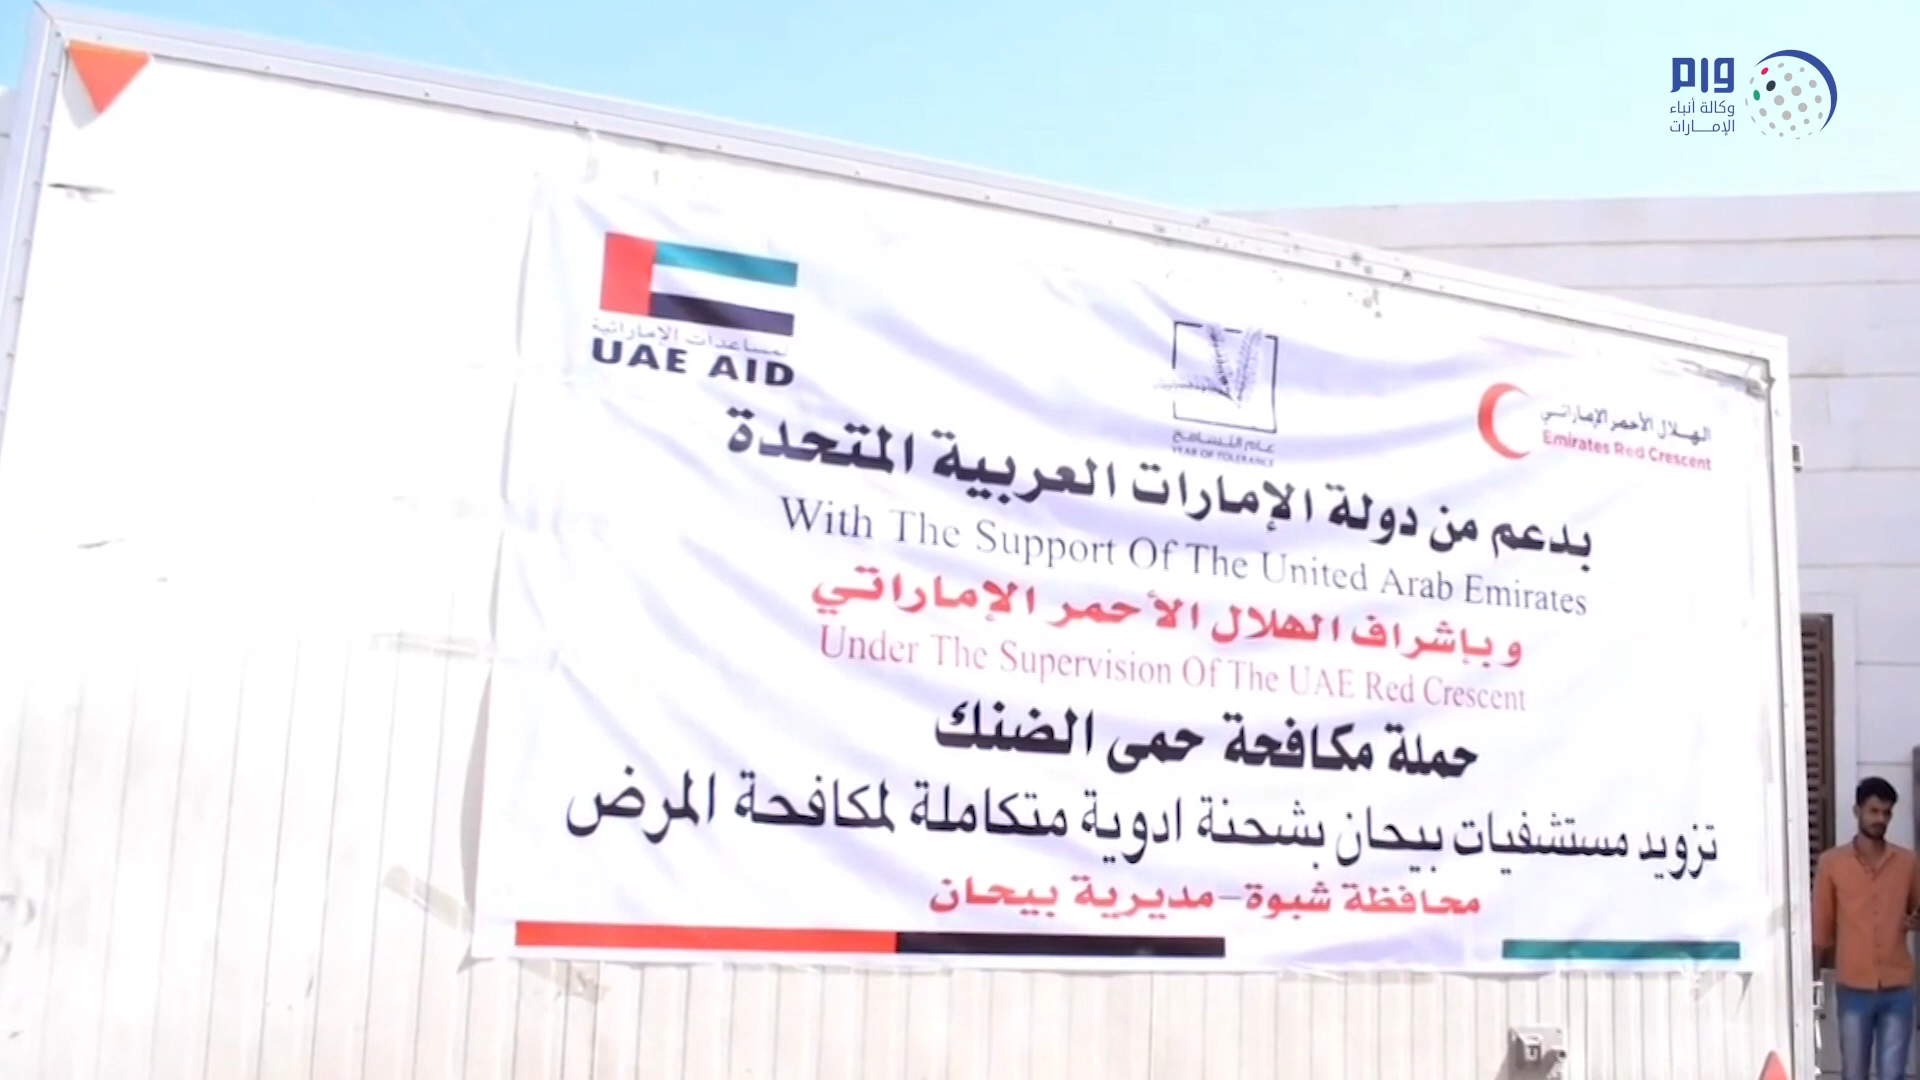 وام
وكالة أنباء
الإمارات
المساعدات الإماراتية
UAE AID
عام التسامح
YEAR OF TOLERANCE
الهلال الأحمر الإماراتي
Emirates Red Crescent
بدعم من دولة الإمارات العربية المتحدة
With The Support Of The United Arab Emirates
وبإشراف الهلال الأحمر الإماراتي
Under The Supervision Of The UAE Red Crescent
حملة مكافحة حمى الضنك
تزويد مستشفيات بيحان بشحنة ادوية متكاملة لمكافحة المرض
محافظة شبوة-مديرية بيحان